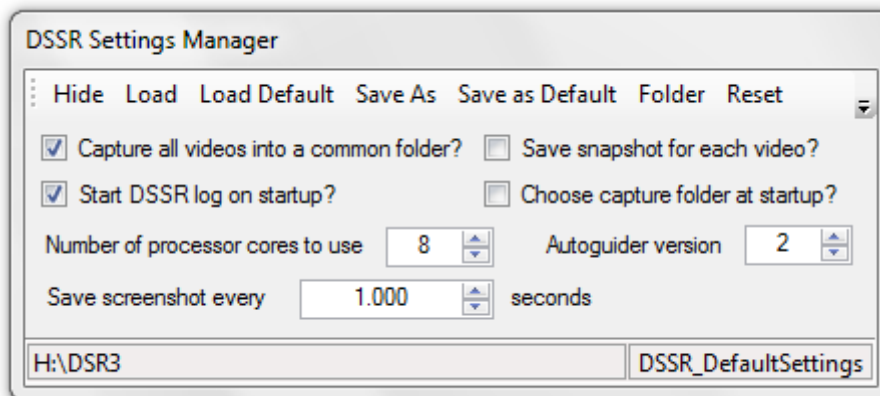 DSSR Settings Manager
Hide Load Load Default Save As Save as Default Folder Reset
Capture all videos into a common folder? Save snapshot for each video?
Start DSSR log on startup? Choose capture folder at startup?
Number of processor cores to use 8 Autoguider version 2
Save screenshot every 1.000 seconds
H:\DSR3 DSSR_DefaultSettings